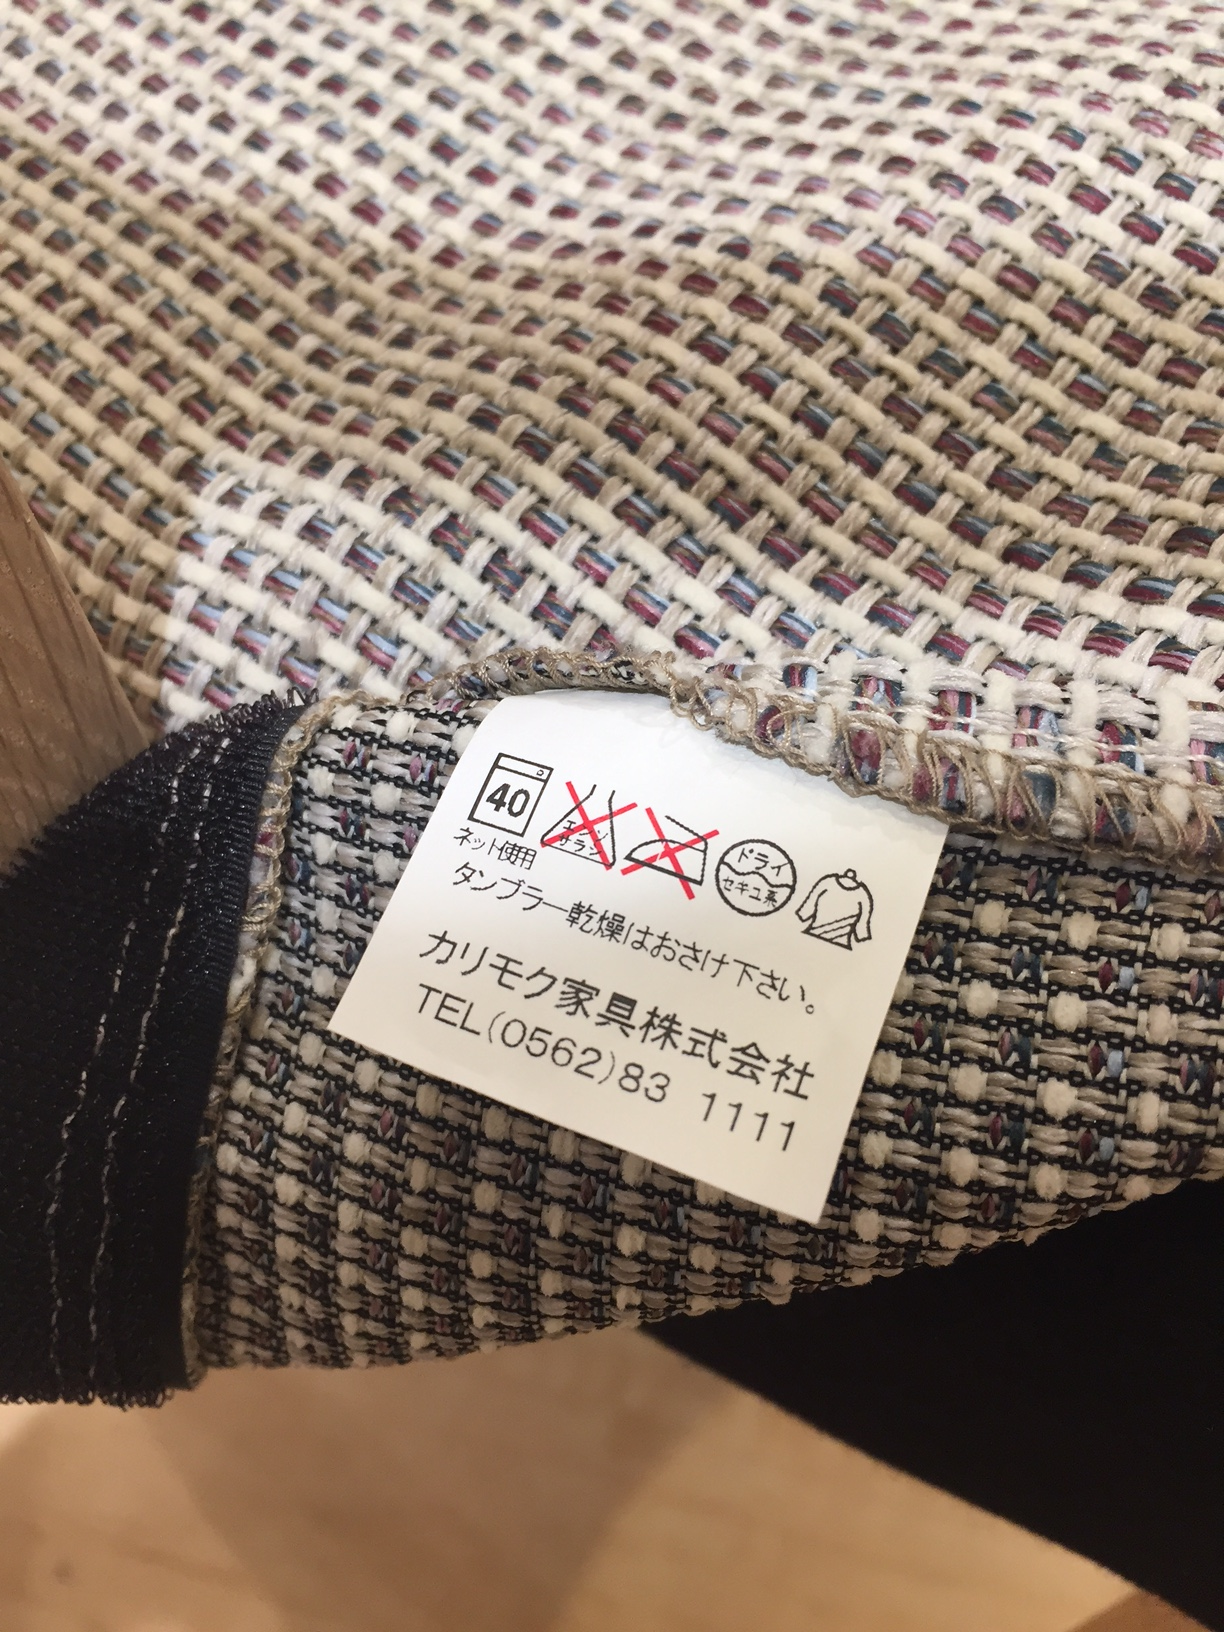 40
ネット使用
エンソ
サラシ
ドライ
セキユ系
タンブラー乾燥はおさけ下さい。
カリモク家具株式会社
TEL(0562)83 1111